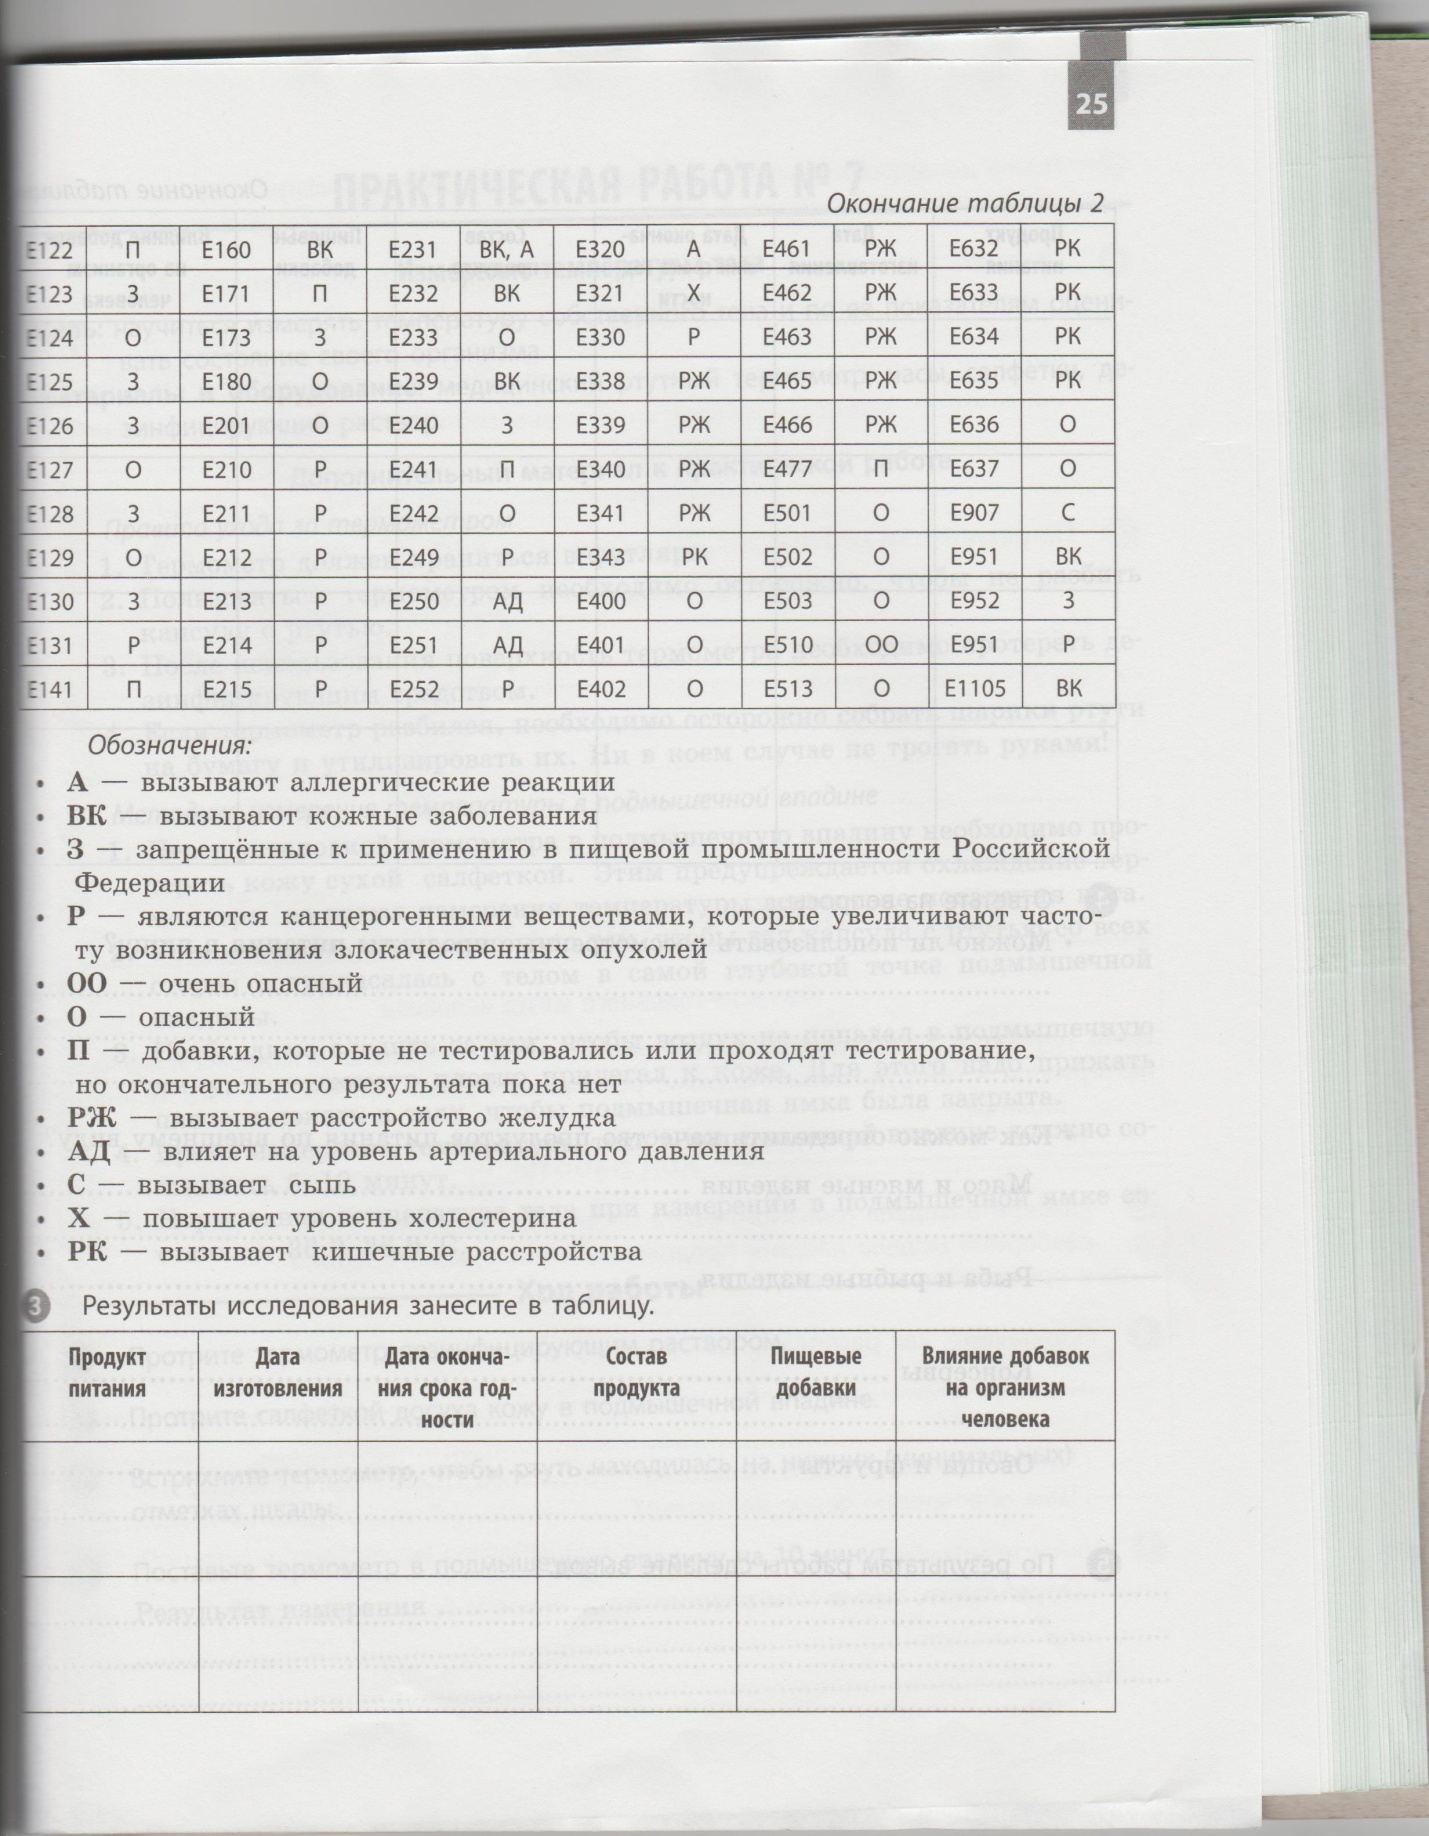 25
Окончание таблицы 2
E122 П E160 ВК E231 ВК, А E320 А E461 РЖ E632 РК
E123 З E171 П E232 ВК E321 Х E462 РЖ E633 РК
E124 О E173 З E233 О E330 Р E463 РЖ E634 РК
E125 З E180 О E239 ВК E338 РЖ E465 РЖ E635 РК
E126 З E201 О E240 З E339 РЖ E466 РЖ E636 О
E127 О E210 Р E241 П E340 РЖ E477 П E637 О
E128 З E211 Р E242 О E341 РЖ E501 О E907 С
E129 О E212 Р E249 Р E343 РК E502 О E951 ВК
E130 З E213 Р E250 АД E400 О E503 О E952 З
E131 Р E214 Р E251 АД E401 О E510 ОО E951 Р
E141 П E215 Р E252 Р E402 О E513 О E1105 ВК
Обозначения:
• А — вызывают аллергические реакции
• ВК — вызывают кожные заболевания
• З — запрещённые к применению в пищевой промышленности Российской
Федерации
• Р — являются канцерогенными веществами, которые увеличивают часто-
ту возникновения злокачественных опухолей
• ОО — очень опасный
• О — опасный
• П — добавки, которые не тестировались или проходят тестирование,
но окончательного результата пока нет
• РЖ — вызывает расстройство желудка
• АД — влияет на уровень артериального давления
• С — вызывает сыпь
• Х — повышает уровень холестерина
• РК — вызывает кишечные расстройства
3 Результаты исследования занесите в таблицу.
Продукт Дата Дата оконча- Состав Пищевые Влияние добавок
питания изготовления ния срока год- продукта добавки на организм
ности человека